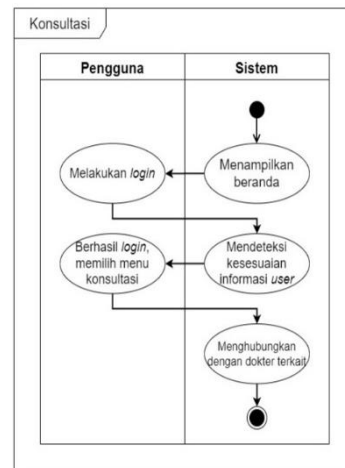 Konsultasi
Pengguna
Sistem
Menampilkan
beranda
Melakukan login
Mendeteksi
kesesuaian
informasi user
Berhasil login,
memilih menu
konsultasi
Menghubungkan
dengan dokter terkait